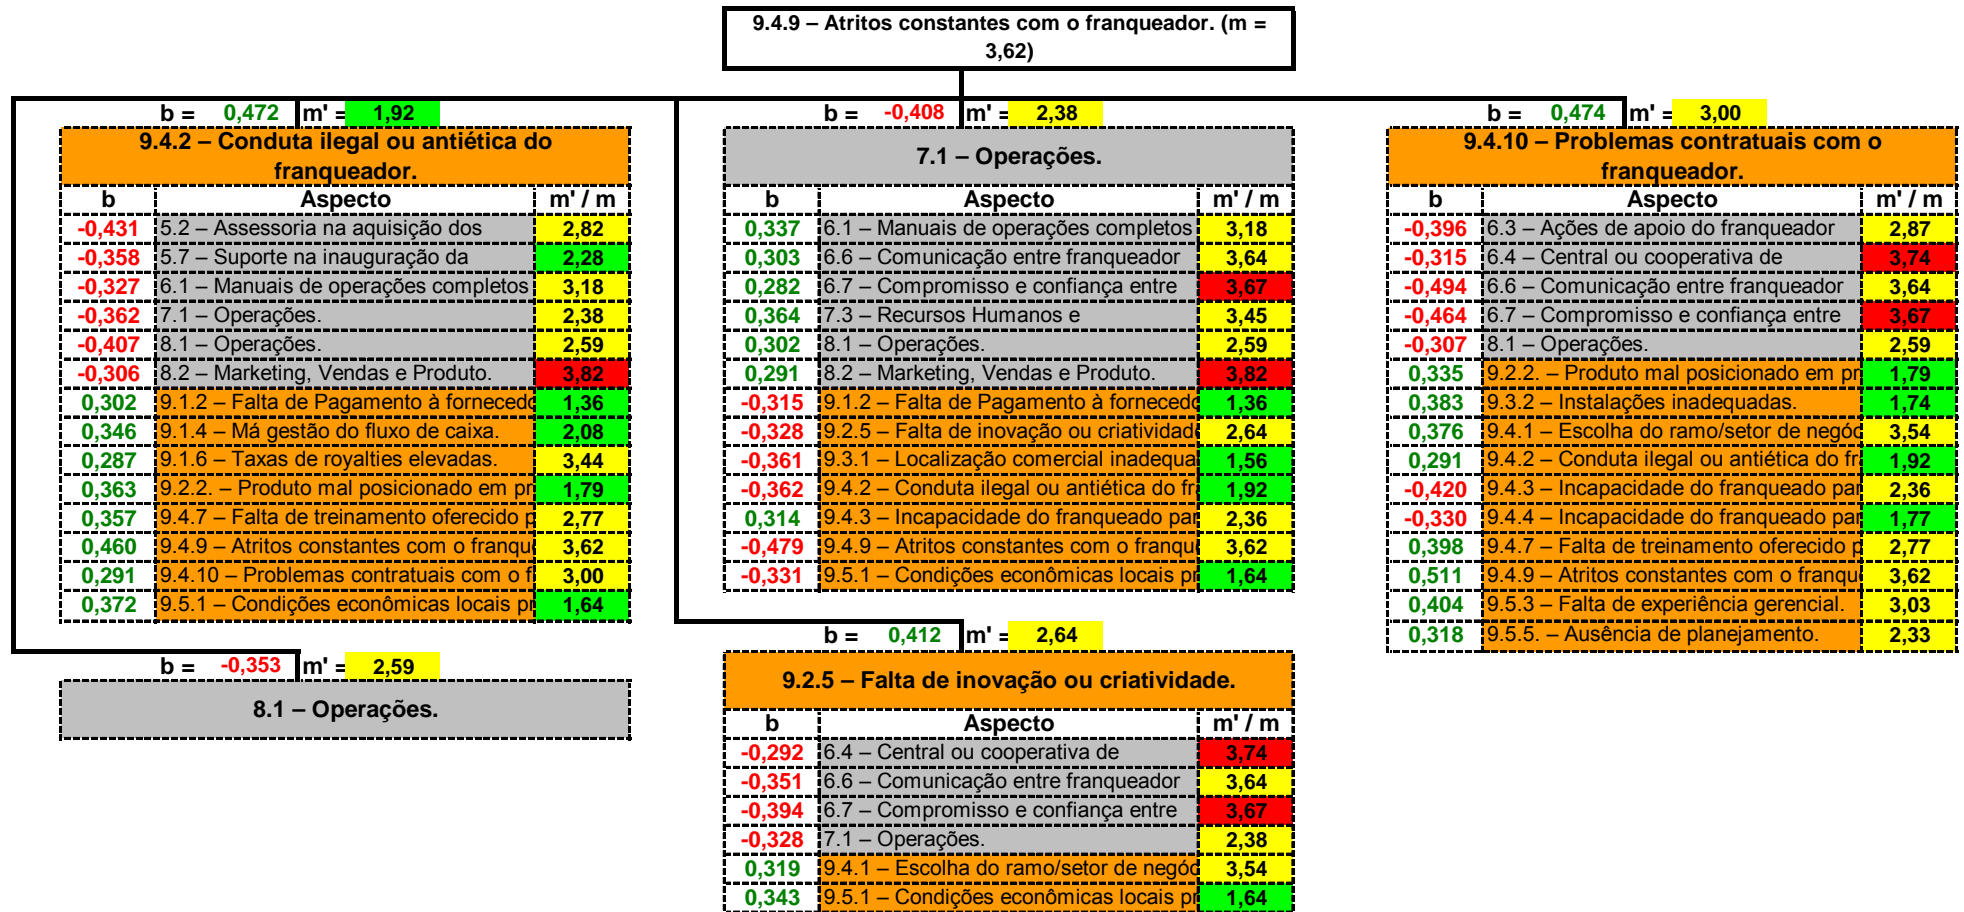 9.4.9 – Atritos constantes com o franqueador. (m =
3,62)
b = 0,472 m' = 1,92
9.4.2 – Conduta ilegal ou antiética do
franqueador.
b Aspecto m' / m
-0,431 5.2 – Assessoria na aquisição dos 2,82
-0,358 5.7 – Suporte na inauguração da 2,28
-0,327 6.1 – Manuais de operações completos 3,18
-0,362 7.1 – Operações. 2,38
-0,407 8.1 – Operações. 2,59
-0,306 8.2 – Marketing, Vendas e Produto. 3,82
0,302 9.1.2 – Falta de Pagamento à fornecedo 1,36
0,346 9.1.4 – Má gestão do fluxo de caixa. 2,08
0,287 9.1.6 – Taxas de royalties elevadas. 3,44
0,363 9.2.2. – Produto mal posicionado em pr 1,79
0,357 9.4.7 – Falta de treinamento oferecido p 2,77
0,460 9.4.9 – Atritos constantes com o franqu 3,62
0,291 9.4.10 – Problemas contratuais com o f 3,00
0,372 9.5.1 – Condições econômicas locais pr 1,64
b = -0,353 m' = 2,59
8.1 – Operações.
b = -0,408 m' = 2,38
7.1 – Operações.
b Aspecto m' / m
0,337 6.1 – Manuais de operações completos 3,18
0,303 6.6 – Comunicação entre franqueador 3,64
0,282 6.7 – Compromisso e confiança entre 3,67
0,364 7.3 – Recursos Humanos e 3,45
0,302 8.1 – Operações. 2,59
0,291 8.2 – Marketing, Vendas e Produto. 3,82
-0,315 9.1.2 – Falta de Pagamento à fornecedo 1,36
-0,328 9.2.5 – Falta de inovação ou criatividad 2,64
-0,361 9.3.1 – Localização comercial inadequa 1,56
-0,362 9.4.2 – Conduta ilegal ou antiética do fr 1,92
0,314 9.4.3 – Incapacidade do franqueado par 2,36
-0,479 9.4.9 – Atritos constantes com o franqu 3,62
-0,331 9.5.1 – Condições econômicas locais pr 1,64
b = 0,412 m' = 2,64
9.2.5 – Falta de inovação ou criatividade.
b Aspecto m' / m
-0,292 6.4 – Central ou cooperativa de 3,74
-0,351 6.6 – Comunicação entre franqueador 3,64
-0,394 6.7 – Compromisso e confiança entre 3,67
-0,328 7.1 – Operações. 2,38
0,319 9.4.1 – Escolha do ramo/setor de negóc 3,54
0,343 9.5.1 – Condições econômicas locais pr 1,64
b = 0,474 m' = 3,00
9.4.10 – Problemas contratuais com o
franqueador.
b Aspecto m' / m
-0,396 6.3 – Ações de apoio do franqueador 2,87
-0,315 6.4 – Central ou cooperativa de 3,74
-0,494 6.6 – Comunicação entre franqueador 3,64
-0,464 6.7 – Compromisso e confiança entre 3,67
-0,307 8.1 – Operações. 2,59
0,335 9.2.2. – Produto mal posicionado em pr 1,79
0,383 9.3.2 – Instalações inadequadas. 1,74
0,376 9.4.1 – Escolha do ramo/setor de negóc 3,54
0,291 9.4.2 – Conduta ilegal ou antiética do fr 1,92
-0,420 9.4.3 – Incapacidade do franqueado par 2,36
-0,330 9.4.4 – Incapacidade do franqueado par 1,77
0,398 9.4.7 – Falta de treinamento oferecido p 2,77
0,511 9.4.9 – Atritos constantes com o franqu 3,62
0,404 9.5.3 – Falta de experiência gerencial. 3,03
0,318 9.5.5. – Ausência de planejamento. 2,33